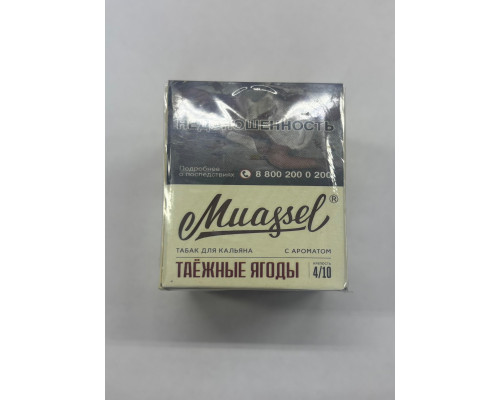 НЕДОНОШЕННОСТЬ
Подробнее
о последствиях 8 800 200 0 200
Muassel®
ТАБАК ДЛЯ КАЛЬЯНА С АРОМАТОМ
ТАЁЖНЫЕ ЯГОДЫ
4/10